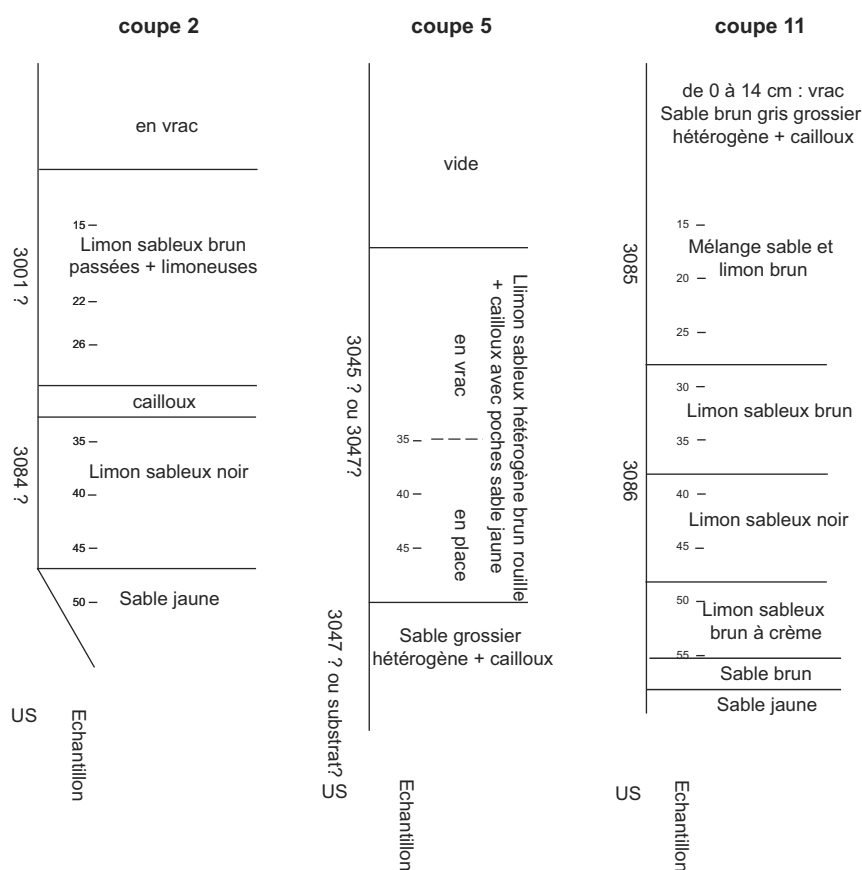 coupe 2
en vrac
15
Limon sableux brun
passées + limoneuses
22
26
3001 ?
cailloux
35
Limon sableux noir
40
45
3084 ?
50
Sable jaune
US
Echantillon
coupe 5
vide
Llimon sableux hétérogène brun rouille
+ cailloux avec poches sable jaune
en vrac
3045 ? ou 3047?
35
40
45
en place
Sable grossier
hétérogène + cailloux
3047 ? ou substrat?
US
Echantillon
coupe 11
de 0 à 14 cm : vrac
Sable brun gris grossier
hétérogène + cailloux
15
Mélange sable et
limon brun
20
25
3085
30
Limon sableux brun
35
3086
40
Limon sableux noir
45
50
Limon sableux
brun à crème
55
Sable brun
Sable jaune
US
Echantillon